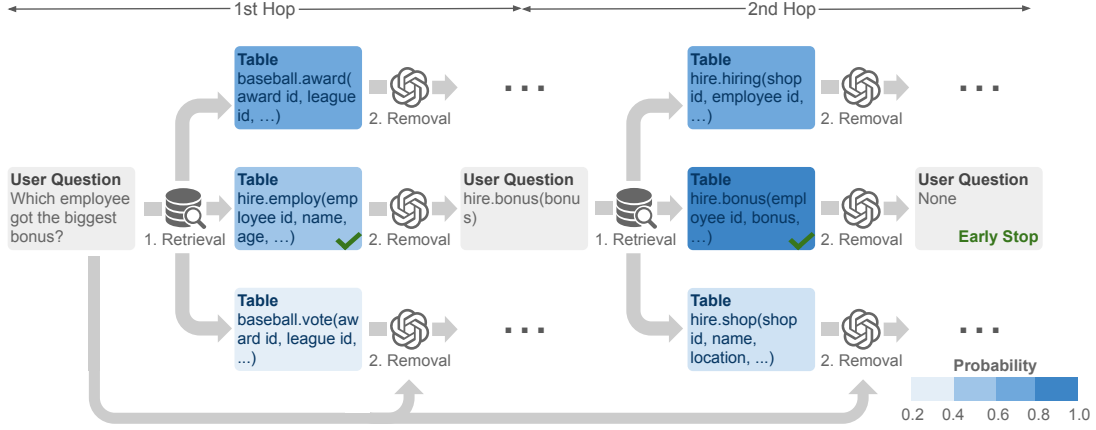 1st Hop
2nd Hop
Table
baseball.award(
award id, league
id, …)
2. Removal
...
Table
hire.hiring(shop
id, employee id,
…)
2. Removal
...
User Question
Which employee
got the biggest
bonus?
1. Retrieval
Table
hire.employ(em
ployee id, name,
age, …)
2. Removal
User Question
hire.bonus(bonu
s)
1. Retrieval
Table
hire.bonus(empl
oyee id, bonus,
…)
2. Removal
User Question
None
Early Stop
Table
baseball.vote(aw
ard id, league id,
...)
2. Removal
...
Table
hire.shop(shop
id, name,
location, ...)
2. Removal
...
Probability
0.2 0.4 0.6 0.8 1.0